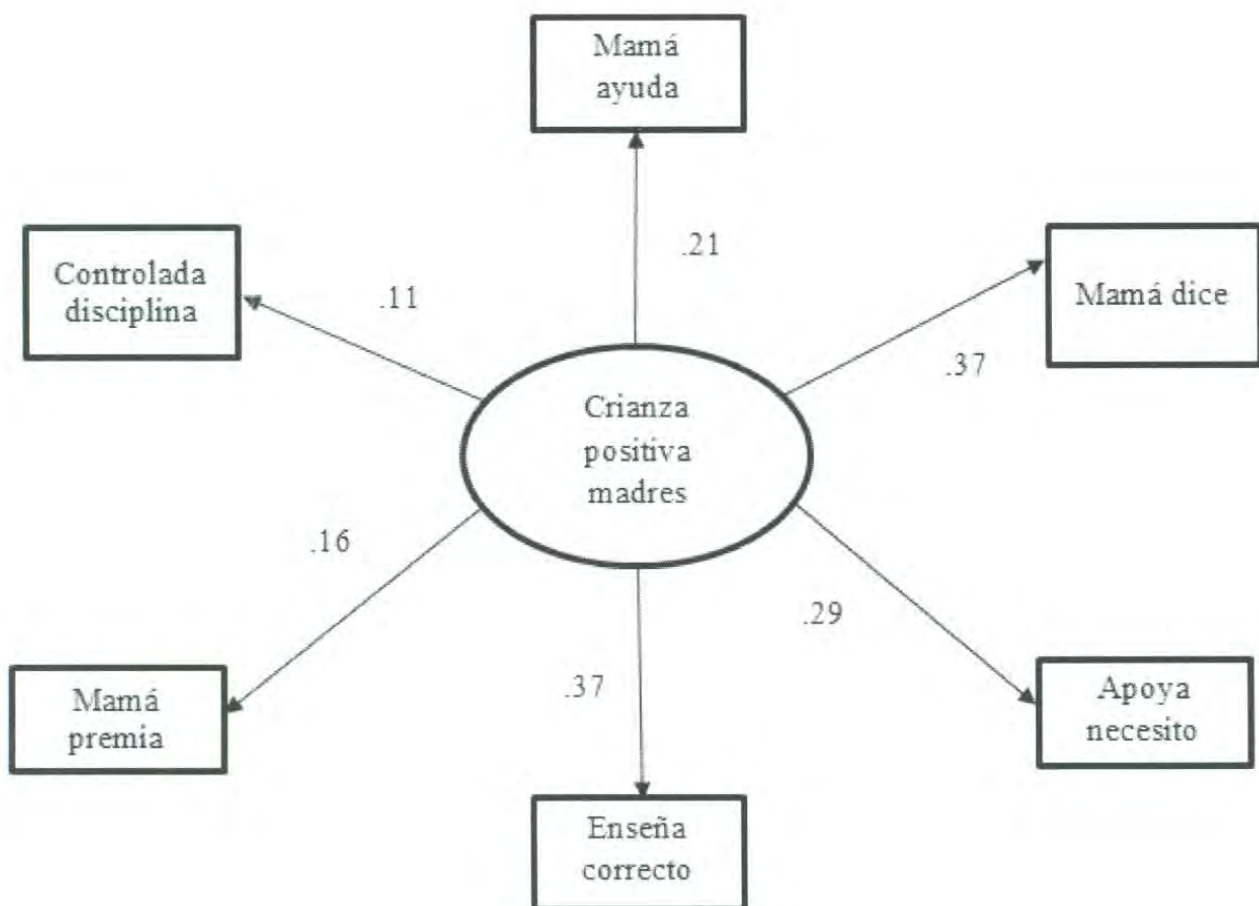 Mamá
ayuda
Controlada
disciplina
.11
.21
Mamá dice
.37
Crianza
positiva
madres
.16
.29
.37
Mamá
premia
Apoya
necesito
Enseña
correcto